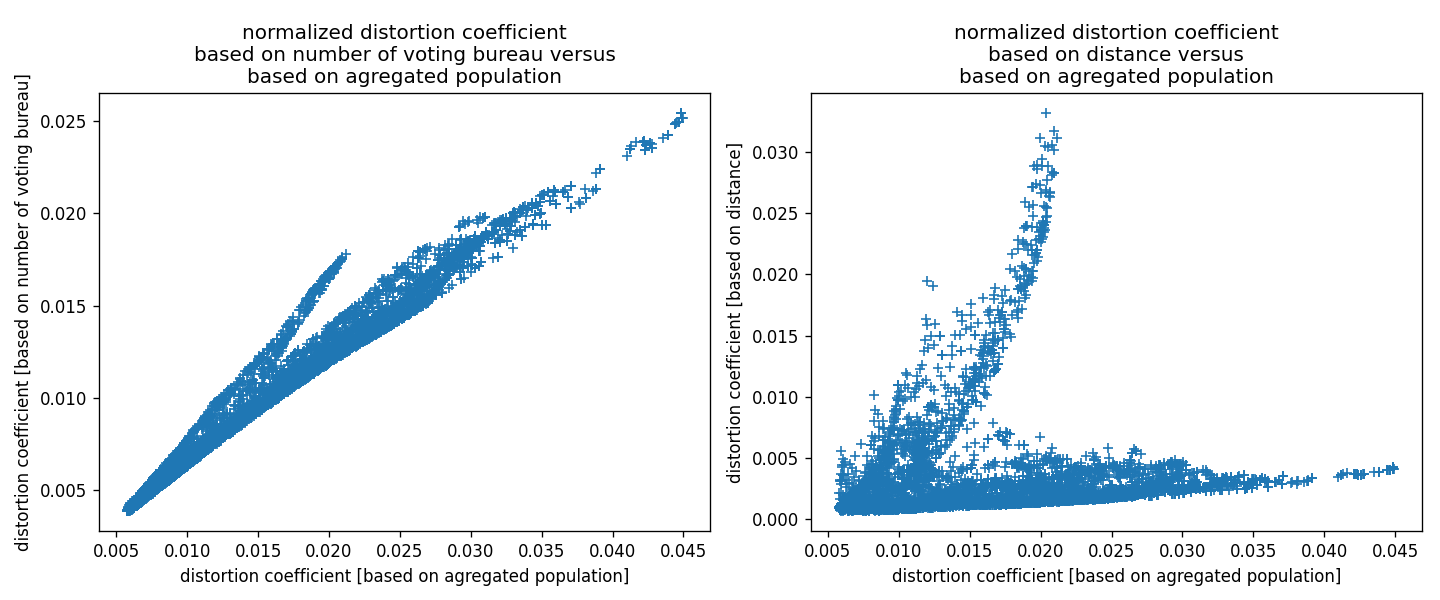 normalized distortion coefficient
based on number of voting bureau versus
based on agregated population
distortion coefficient [based on number of voting bureau]
0.025
0.020
0.015
0.010
0.005
0.005 0.010 0.015 0.020 0.025 0.030 0.035 0.040 0.045
distortion coefficient [based on agregated population]
normalized distortion coefficient
based on distance versus
based on agregated population
distortion coefficient [based on distance]
0.030
0.025
0.020
0.015
0.010
0.005
0.000
0.005 0.010 0.015 0.020 0.025 0.030 0.035 0.040 0.045
distortion coefficient [based on agregated population]